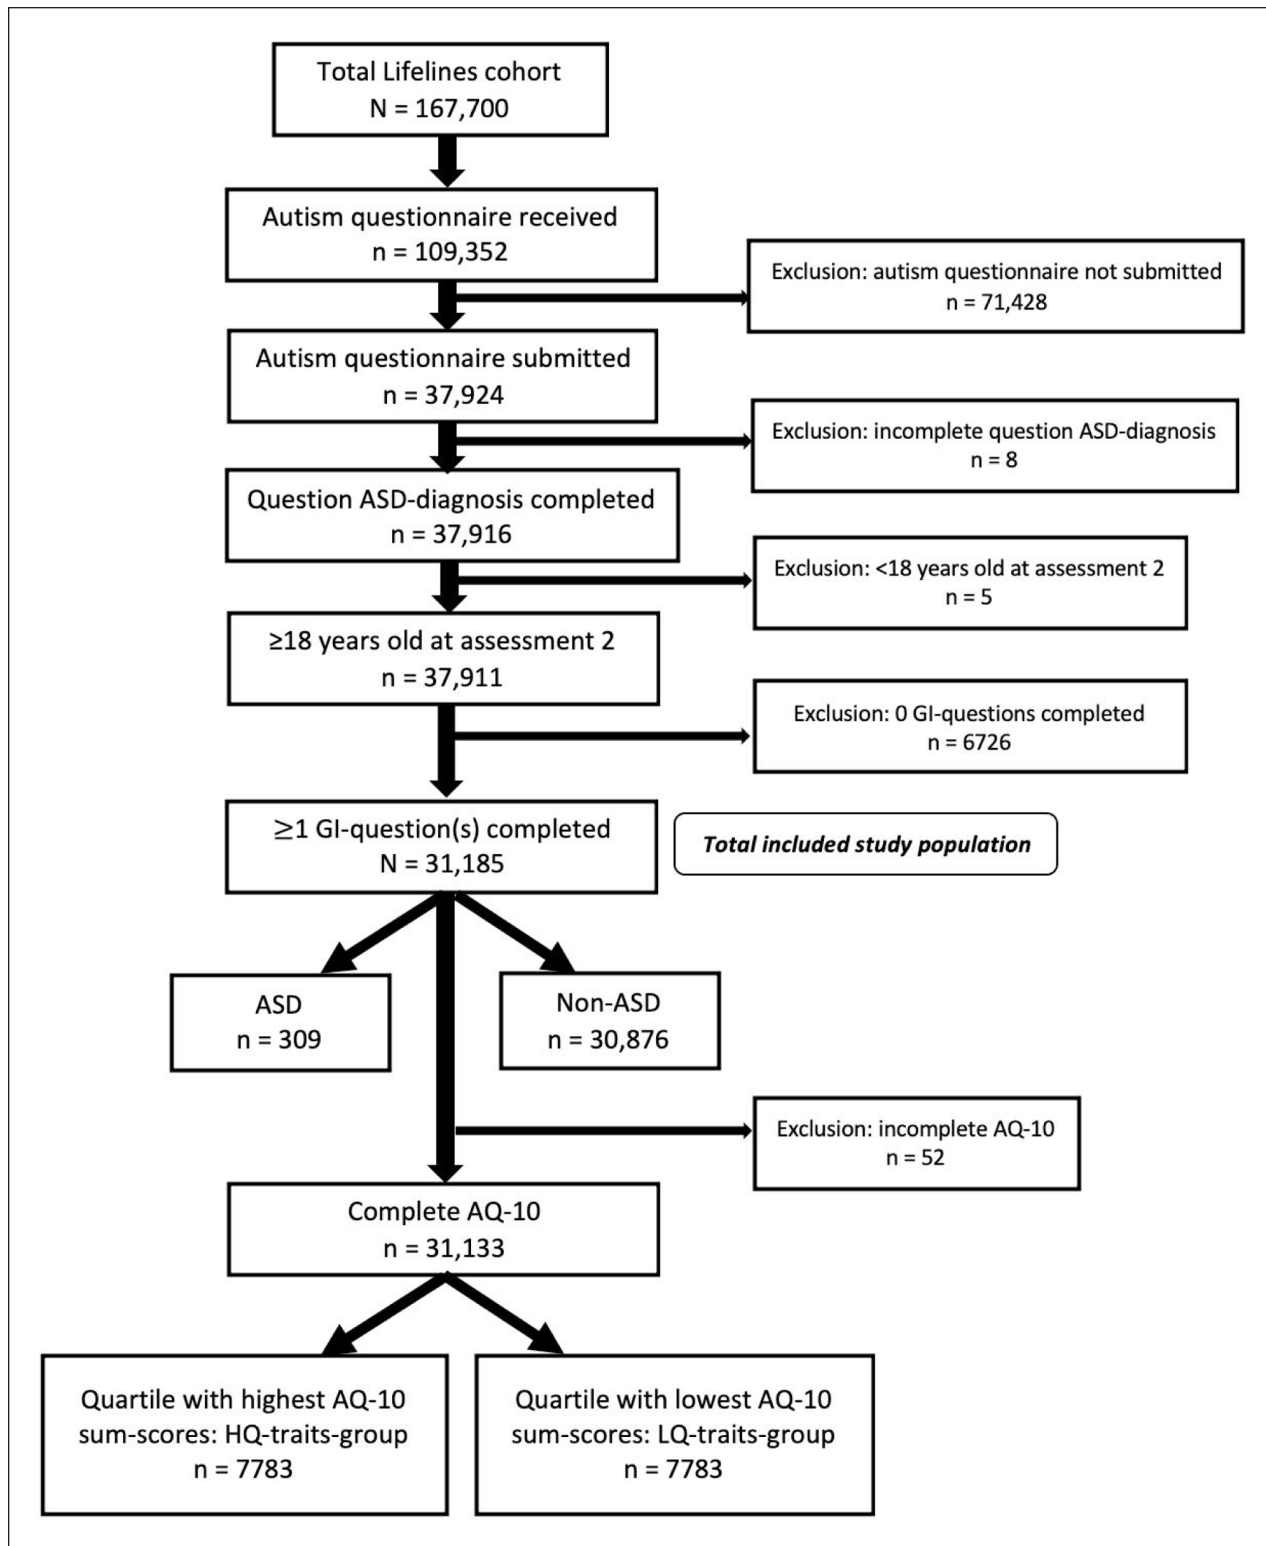 Total Lifelines cohort
N = 167,700
Autism questionnaire received
n = 109,352
Exclusion: autism questionnaire not submitted
n = 71,428
Autism questionnaire submitted
n = 37,924
Exclusion: incomplete question ASD-diagnosis
n = 8
Question ASD-diagnosis completed
n = 37,916
Exclusion: <18 years old at assessment 2
n = 5
≥18 years old at assessment 2
n = 37,911
Exclusion: 0 GI-questions completed
n = 6726
≥1 GI-question(s) completed
N = 31,185
Total included study population
ASD
n = 309
Non-ASD
n = 30,876
Exclusion: incomplete AQ-10
n = 52
Complete AQ-10
n = 31,133
Quartile with highest AQ-10
sum-scores: HQ-traits-group
n = 7783
Quartile with lowest AQ-10
sum-scores: LQ-traits-group
n = 7783